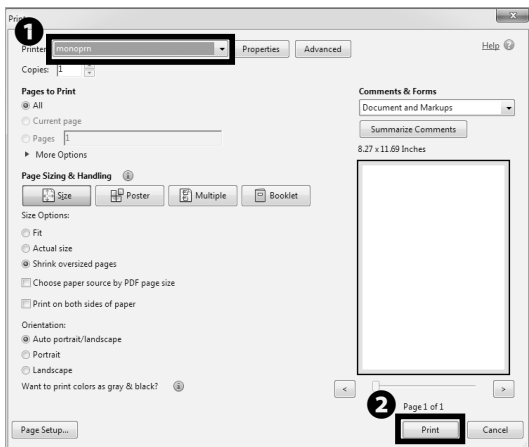 Print
1
Printer: monoprn Properties Advanced Help
Copies: 1
Pages to Print
All
Current page
Pages 1
More Options
Page Sizing & Handling
Size Poster Multiple Booklet
Size Options:
Fit
Actual size
Shrink oversized pages
Choose paper source by PDF page size
Print on both sides of paper
Orientation:
Auto portrait/landscape
Portrait
Landscape
Want to print colors as gray & black?
Comments & Forms
Document and Markups
Summarize Comments
8.27 x 11.69 Inches
< >
Page 1 of 1
2
Page Setup... Print Cancel